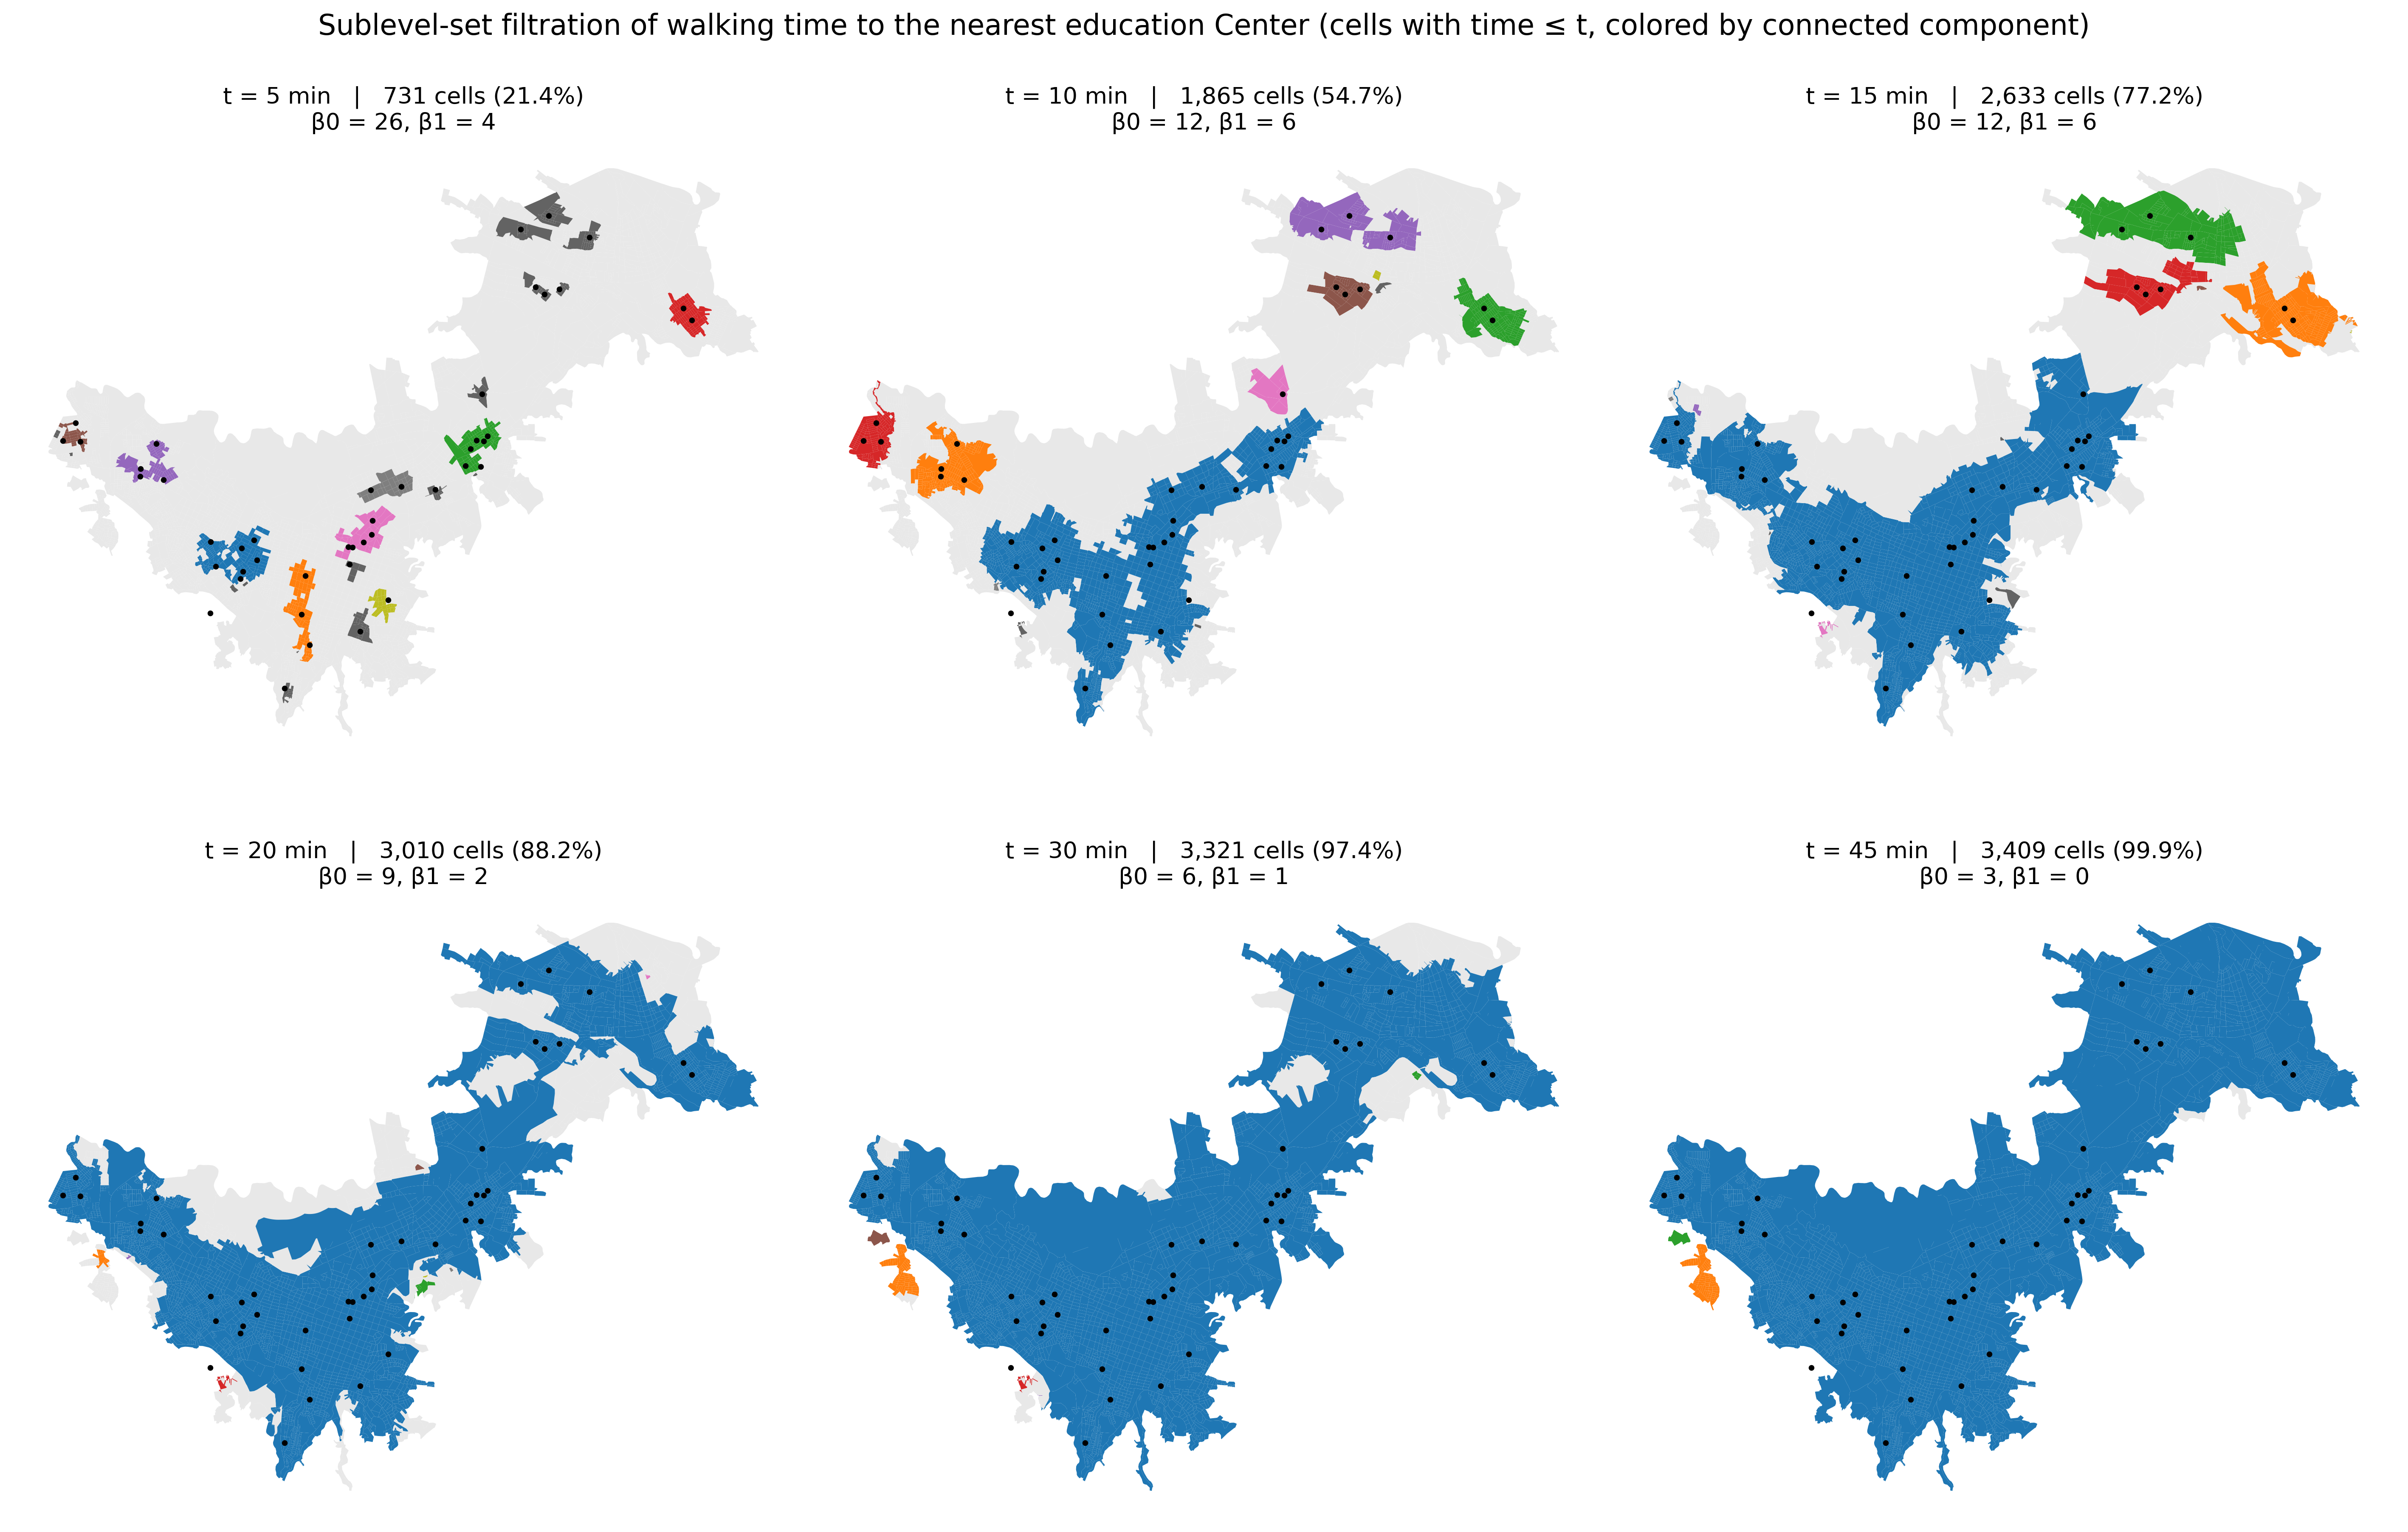 Sublevel-set filtration of walking time to the nearest education Center (cells with time ≤ t, colored by connected component)
t = 5 min | 731 cells (21.4%)
β0 = 26, β1 = 4
t = 10 min | 1,865 cells (54.7%)
β0 = 12, β1 = 6
t = 15 min | 2,633 cells (77.2%)
β0 = 12, β1 = 6
t = 20 min | 3,010 cells (88.2%)
β0 = 9, β1 = 2
t = 30 min | 3,321 cells (97.4%)
β0 = 6, β1 = 1
t = 45 min | 3,409 cells (99.9%)
β0 = 3, β1 = 0